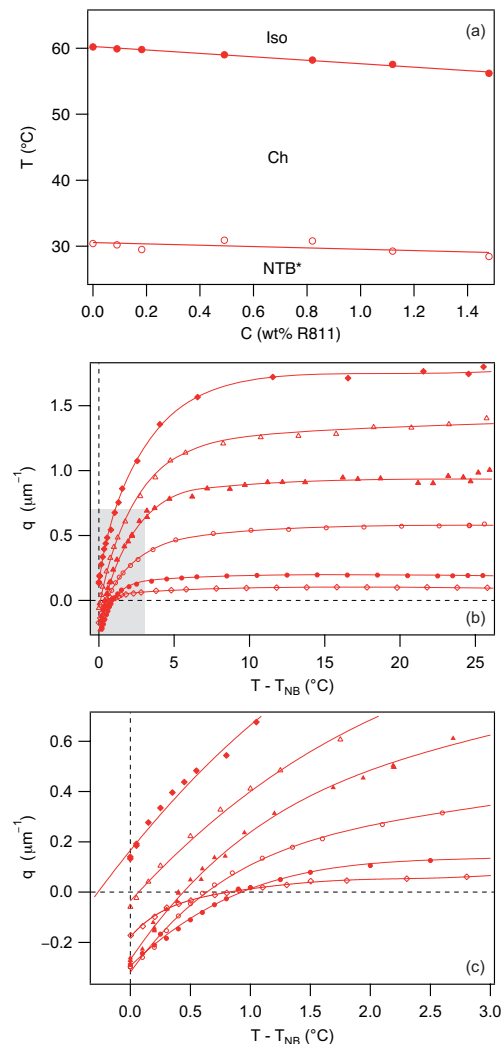 (a)
Iso
60
50
T (°C)
Ch
40
30
NTB*
0.0 0.2 0.4 0.6 0.8 1.0 1.2 1.4
C (wt% R811)
1.5
1.0
q (μm⁻¹)
0.5
0.0
(b)
0 5 10 15 20 25
T - T_NB (°C)
0.6
0.4
q (μm⁻¹)
0.2
0.0
−0.2
(c)
0.0 0.5 1.0 1.5 2.0 2.5 3.0
T - T_NB (°C)